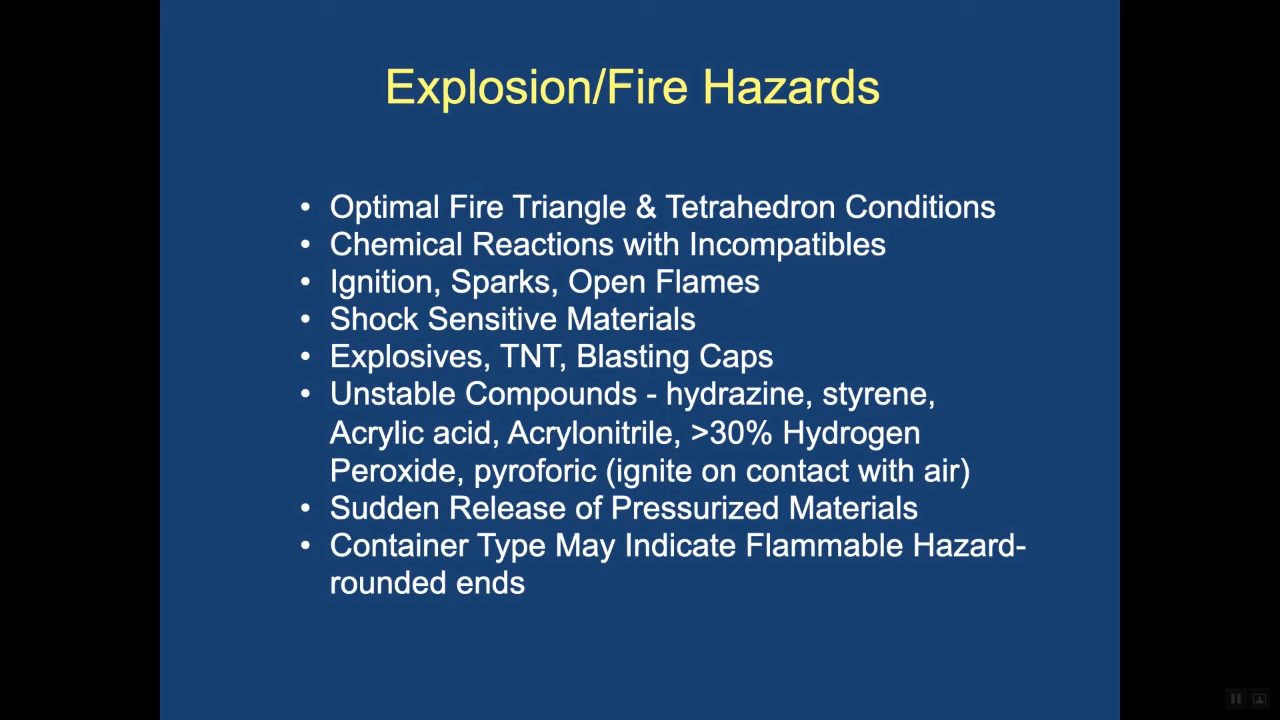 Explosion/Fire Hazards
• Optimal Fire Triangle & Tetrahedron Conditions
• Chemical Reactions with Incompatibles
• Ignition, Sparks, Open Flames
• Shock Sensitive Materials
• Explosives, TNT, Blasting Caps
• Unstable Compounds - hydrazine, styrene,
Acrylic acid, Acrylonitrile, >30% Hydrogen
Peroxide, pyroforic (ignite on contact with air)
• Sudden Release of Pressurized Materials
• Container Type May Indicate Flammable Hazard-
rounded ends